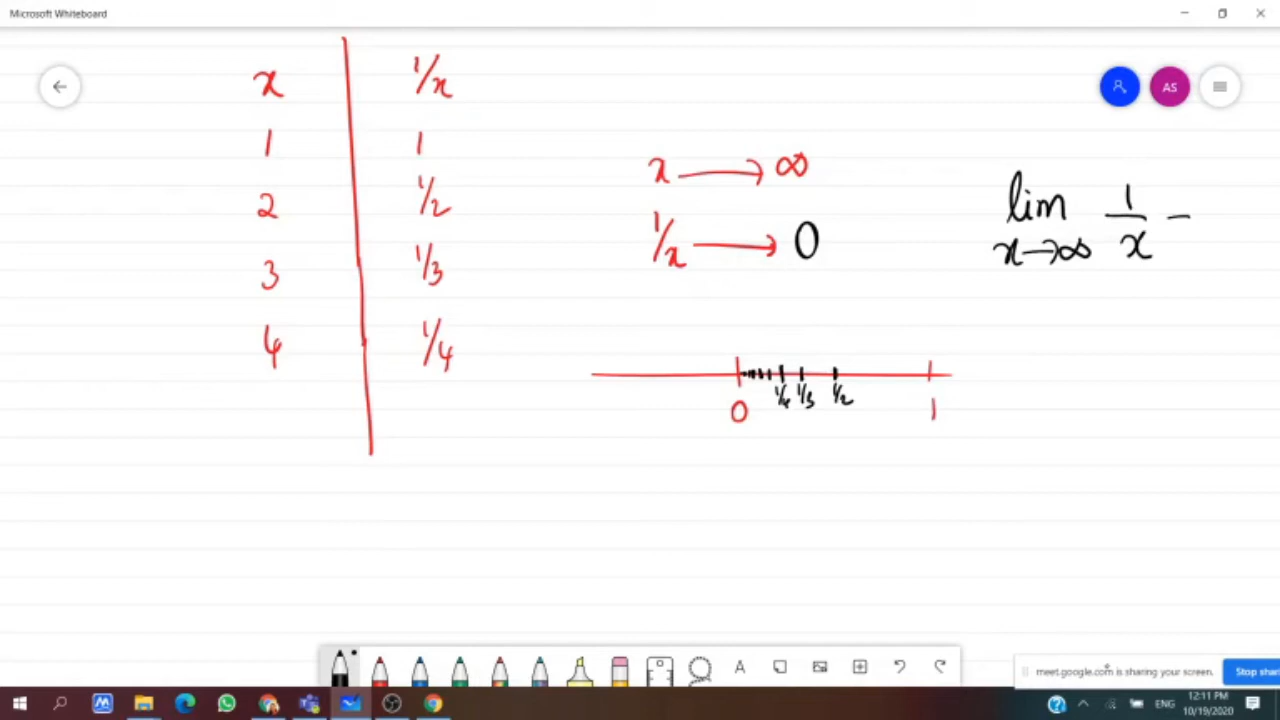 Microsoft Whiteboard
AS
x 1/x
1 1
2 1/2
3 1/3
4 1/4
x → ∞
1/x → 0
lim x→∞ 1/x –
1/4 1/3 1/2
0 1
A
meet.google.com is sharing your screen.
Stop shar
ENG
12:11 PM
10/19/2020